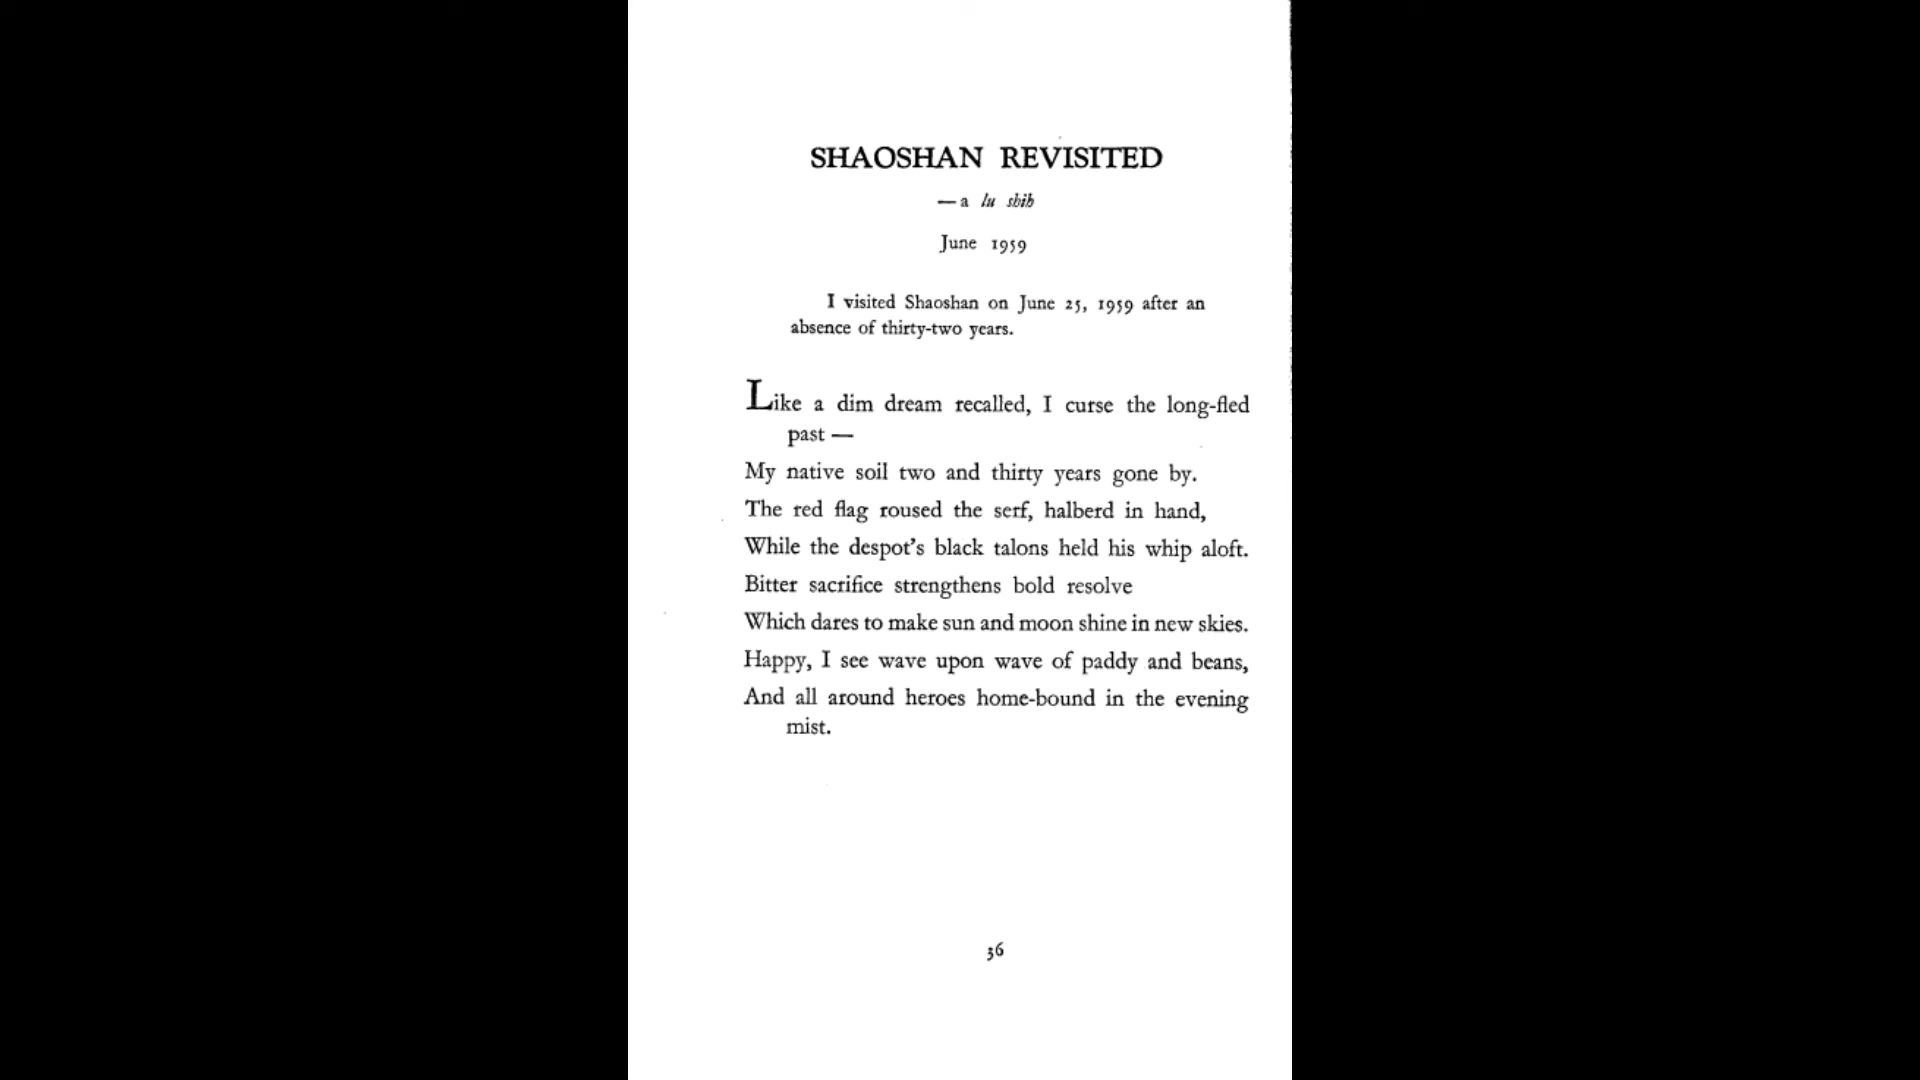 SHAOSHAN REVISITED
—a lu shih
June 1959
I visited Shaoshan on June 25, 1959 after an
absence of thirty-two years.
Like a dim dream recalled, I curse the long-fled
past —
My native soil two and thirty years gone by.
The red flag roused the serf, halberd in hand,
While the despot's black talons held his whip aloft.
Bitter sacrifice strengthens bold resolve
Which dares to make sun and moon shine in new skies.
Happy, I see wave upon wave of paddy and beans,
And all around heroes home-bound in the evening
mist.
36